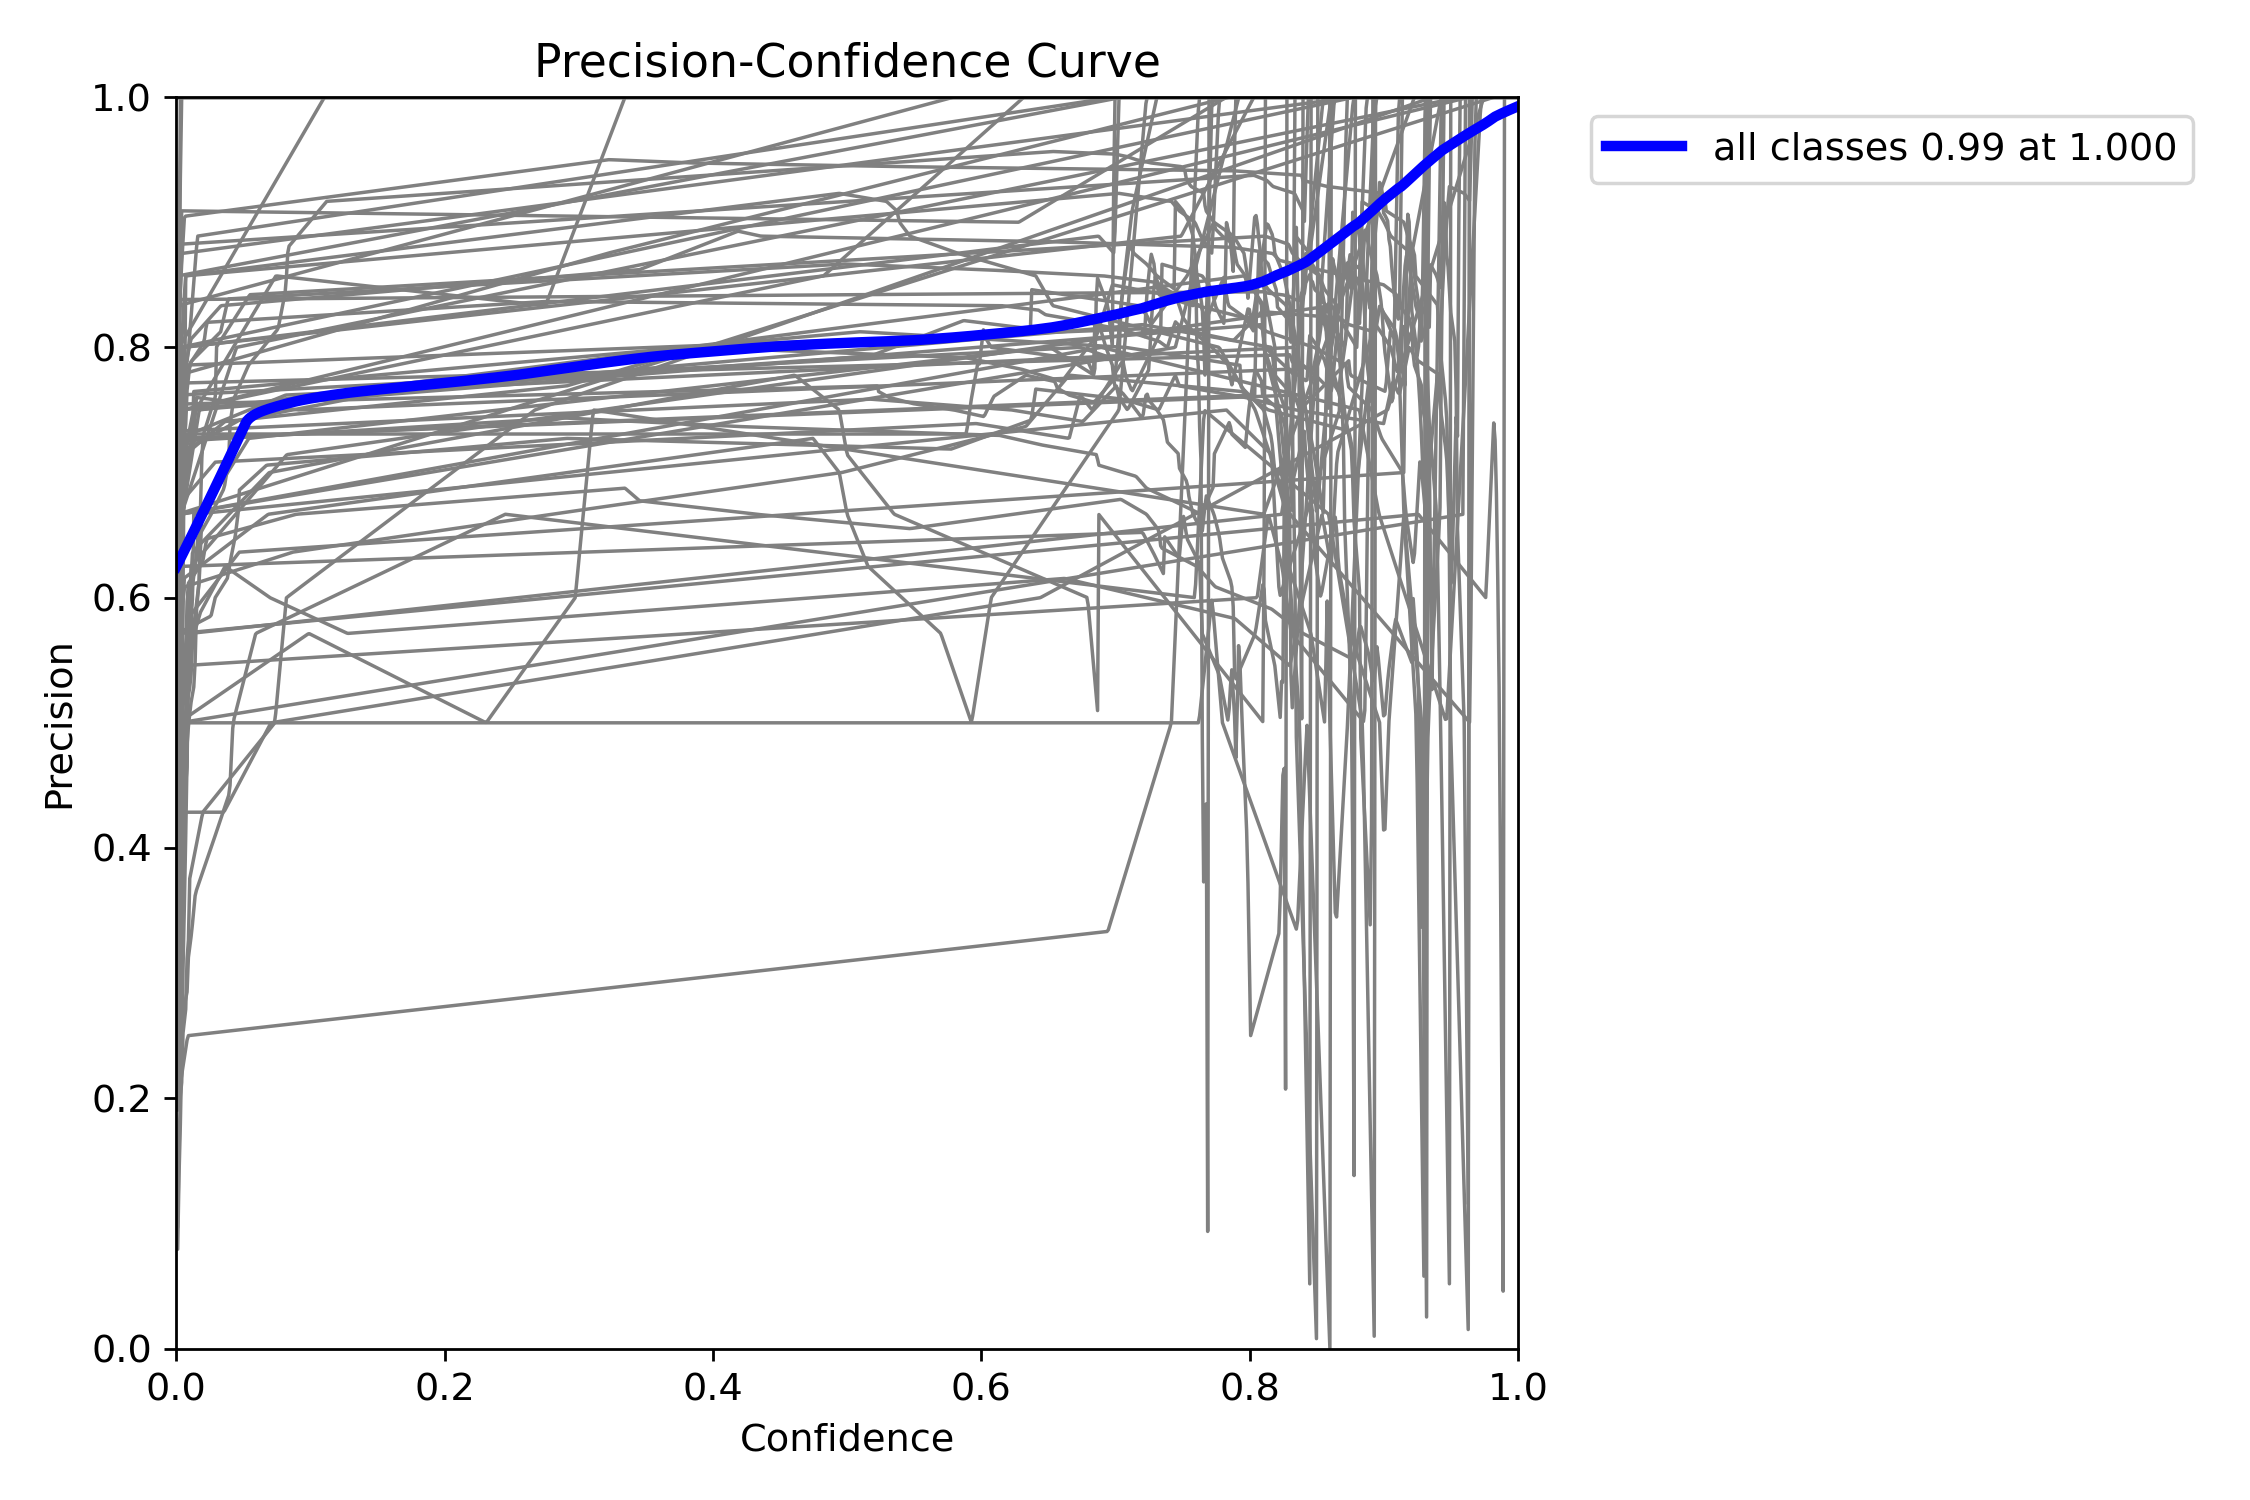 Precision-Confidence Curve
all classes 0.99 at 1.000
Precision
1.0
0.8
0.6
0.4
0.2
0.0
0.0 0.2 0.4 0.6 0.8 1.0
Confidence